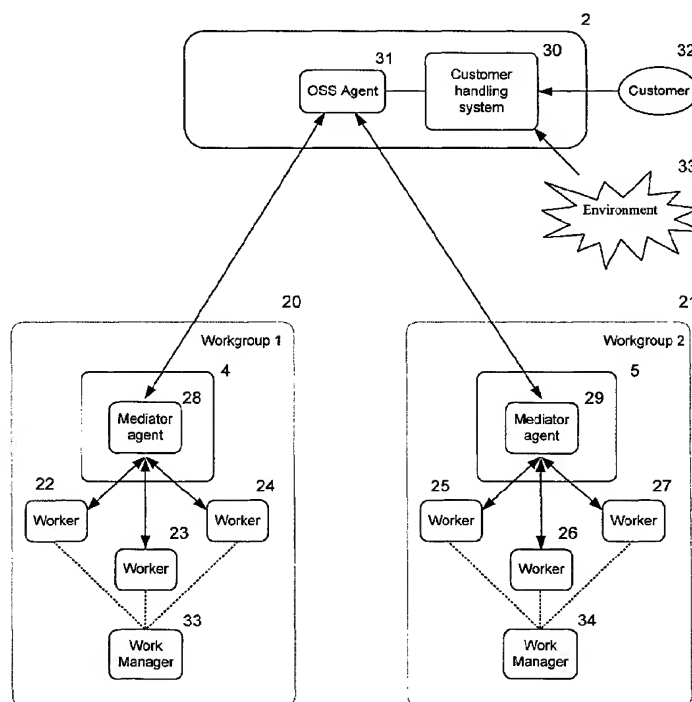 2
31
30
32
OSS Agent
Customer
handling
system
Customer
33
Environment
20
21
Workgroup 1
Workgroup 2
4
5
28
29
Mediator
agent
Mediator
agent
22
24
25
27
Worker
Worker
Worker
Worker
23
26
Worker
Worker
33
34
Work
Manager
Work
Manager